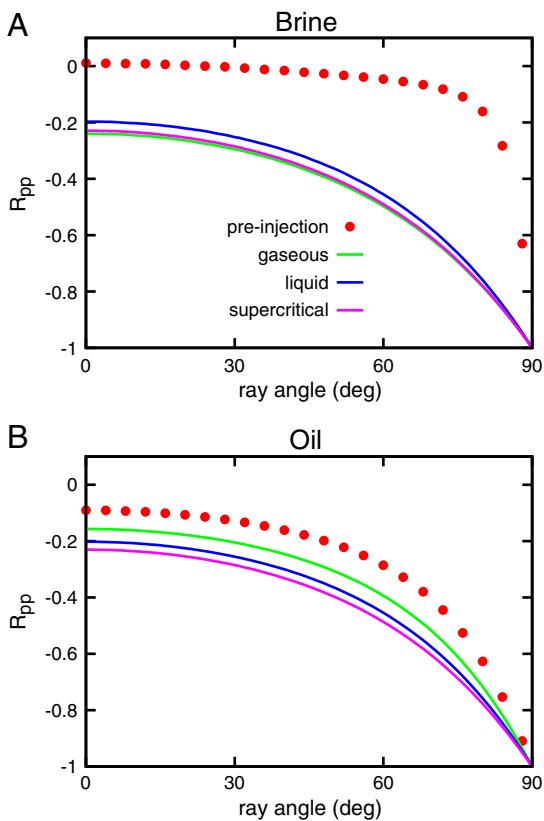 A
Brine
0
-0.2
-0.4
-0.6
-0.8
-1
Rpp
pre-injection
gaseous
liquid
supercritical
0 30 60 90
ray angle (deg)
B
Oil
0
-0.2
-0.4
-0.6
-0.8
-1
Rpp
0 30 60 90
ray angle (deg)